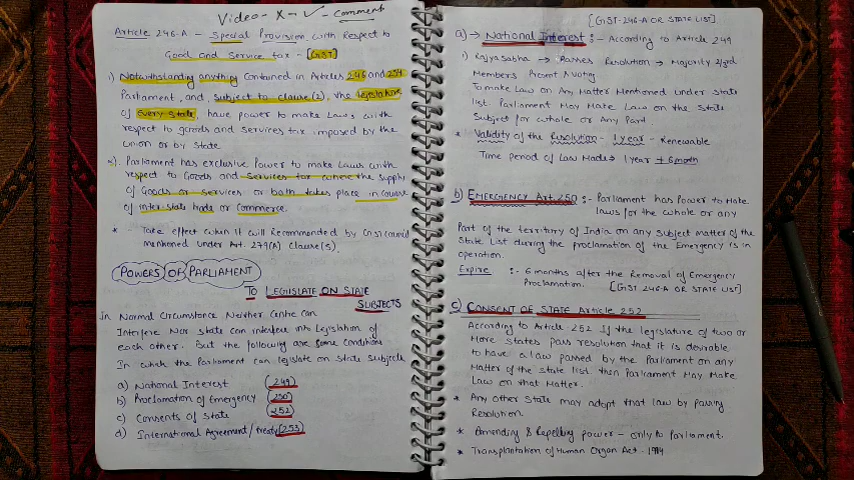 Video - X - ✓ - comment
Article 246-A - Special Provision with Respect to
Good and Service tax - [GST]
1) Notwithstanding anything contained in Articles 246 and 254
Parliament, and, subject to clause (2), the legislature
of Every State, have power to make Laws with
respect to goods and services tax imposed by the
Union or by State
2). Parliament has exclusive Power to make Laws with
respect to Goods and Services tax where the supply
of Goods or services or both takes place in course
of inter-state trade or commerce.
* Take effect when it will Recommended by GST council
mentioned under Art. 279(A) Clause(5).
POWERS OF PARLIAMENT
TO LEGISLATE ON STATE
SUBJECTS
In Normal Circumstance Neither Centre can
Interfere Nor state can interfere into Legislation of
each other. But the following are some conditions
In which the Parliament can legislate on State subjects
a) National Interest (249)
b) Proclamation of Emergency (250)
c) Consents of State (252)
d) International Agreement/treaty (253)
[GST-246-A OR STATE LIST]
a) → National Interest :- According to Article 249
1) Rajyasabha → Passes Resolution → Majority 2/3rd
Members Present & Voting
To make Law on Any Matter Mentioned under State
list. Parliament May Make Law on the State
Subject for whole or Any Part
* Validity of the Resolution - 1 year - Renewable
Time period of Law Made → 1 year + 6 month
b) EMERGENCY Art. 250 :- Parliament has Power to Make
laws for the whole or any
Part of the territory of India on any Subject matter of the
State List during the proclamation of the Emergency is in
operation.
Expire :- 6 months after the Removal of Emergency
Proclamation. [GST 246-A OR STATE LIST]
C) CONSENT OF STATE Article 252
According to Article - 252 If the legislature of two or
More states pass resolution that it is desirable
to have a law passed by the Parliament on any
Matter of the state list then Parliament May Make
Law on that Matter.
* Any other State may adopt that law by passing
Resolution.
* Amending & Repelling power - only to Parliament.
* Transplantation of Human Organ Act - 1994